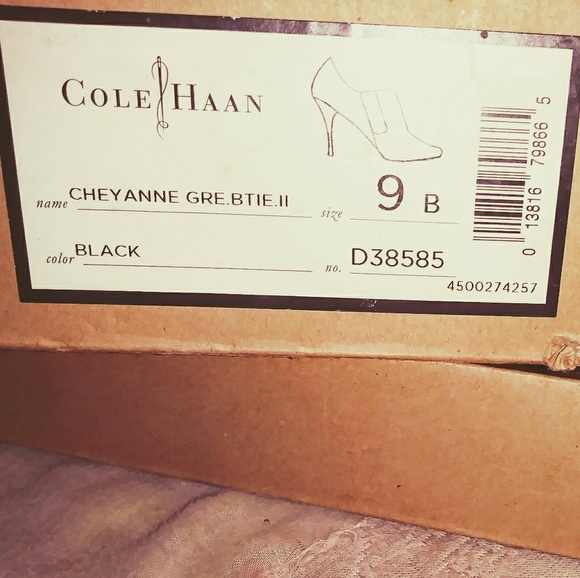 COLE HAAN
name CHEYANNE GRE.BTIE.II
size 9 B
color BLACK
no. D38585
4500274257
0 13816 79866 5